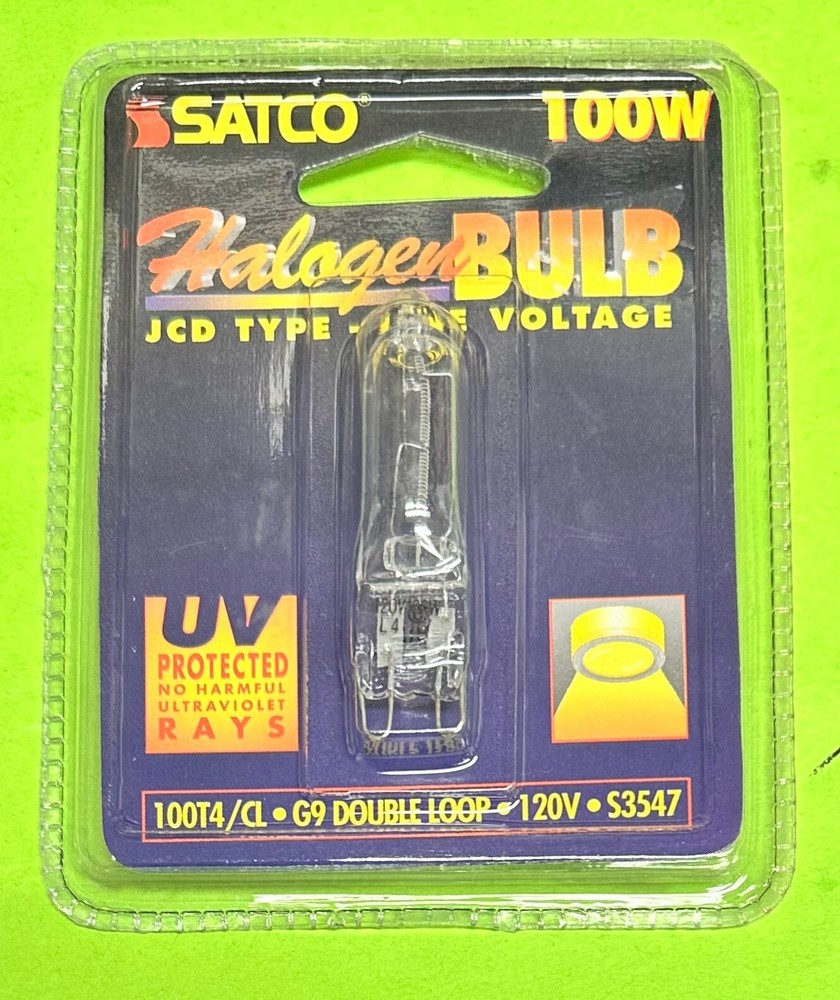 SATCO® 100W
Halogen BULB
JCD TYPE - LINE VOLTAGE
UV
PROTECTED
NO HARMFUL
ULTRAVIOLET
RAYS
100T4/CL • G9 DOUBLE LOOP • 120V • S3547